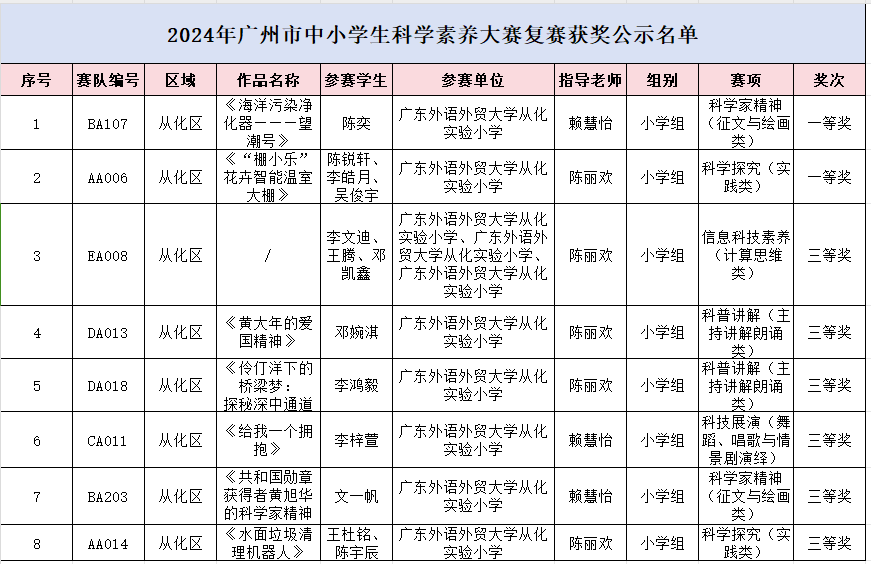 2024年广州市中小学生科学素养大赛复赛获奖公示名单
序号 赛队编号 区域 作品名称 参赛学生 参赛单位 指导老师 组别 赛项 奖次
1 BA107 从化区 《海洋污染净化器－－－望潮号》 陈奕 广东外语外贸大学从化实验小学 赖慧怡 小学组 科学家精神（征文与绘画类） 一等奖
2 AA006 从化区 《“棚小乐”花卉智能温室大棚》 陈锐轩、李皓月、吴俊宇 广东外语外贸大学从化实验小学 陈丽欢 小学组 科学探究（实践类） 一等奖
3 EA008 从化区 / 李文迪、王腾、邓凯鑫 广东外语外贸大学从化实验小学、广东外语外贸大学从化实验小学、广东外语外贸大学从化实验小学 陈丽欢 小学组 信息科技素养（计算思维类） 三等奖
4 DA013 从化区 《黄大年的爱国精神》 邓婉淇 广东外语外贸大学从化实验小学 陈丽欢 小学组 科普讲解（主持讲解朗诵类） 三等奖
5 DA018 从化区 《伶仃洋下的桥梁梦：探秘深中通道 李鸿毅 广东外语外贸大学从化实验小学 陈丽欢 小学组 科普讲解（主持讲解朗诵类） 三等奖
6 CA011 从化区 《给我一个拥抱》 李梓萱 广东外语外贸大学从化实验小学 赖慧怡 小学组 科技展演（舞蹈、唱歌与情景剧演绎） 三等奖
7 BA203 从化区 《共和国勋章获得者黄旭华的科学家精神 文一帆 广东外语外贸大学从化实验小学 赖慧怡 小学组 科学家精神（征文与绘画类） 三等奖
8 AA014 从化区 《水面垃圾清理机器人》 王杜铭、陈宇辰 广东外语外贸大学从化实验小学 陈丽欢 小学组 科学探究（实践类） 三等奖